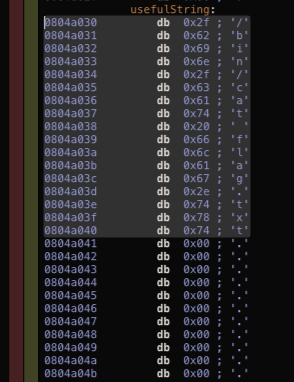 usefulString:
0804a030 db 0x2f ; '/'
0804a031 db 0x62 ; 'b'
0804a032 db 0x69 ; 'i'
0804a033 db 0x6e ; 'n'
0804a034 db 0x2f ; '/'
0804a035 db 0x63 ; 'c'
0804a036 db 0x61 ; 'a'
0804a037 db 0x74 ; 't'
0804a038 db 0x20 ; ' '
0804a039 db 0x66 ; 'f'
0804a03a db 0x6c ; 'l'
0804a03b db 0x61 ; 'a'
0804a03c db 0x67 ; 'g'
0804a03d db 0x2e ; '.'
0804a03e db 0x74 ; 't'
0804a03f db 0x78 ; 'x'
0804a040 db 0x74 ; 't'
0804a041 db 0x00 ; '.'
0804a042 db 0x00 ; '.'
0804a043 db 0x00 ; '.'
0804a044 db 0x00 ; '.'
0804a045 db 0x00 ; '.'
0804a046 db 0x00 ; '.'
0804a047 db 0x00 ; '.'
0804a048 db 0x00 ; '.'
0804a049 db 0x00 ; '.'
0804a04a db 0x00 ; '.'
0804a04b db 0x00 ; '.'